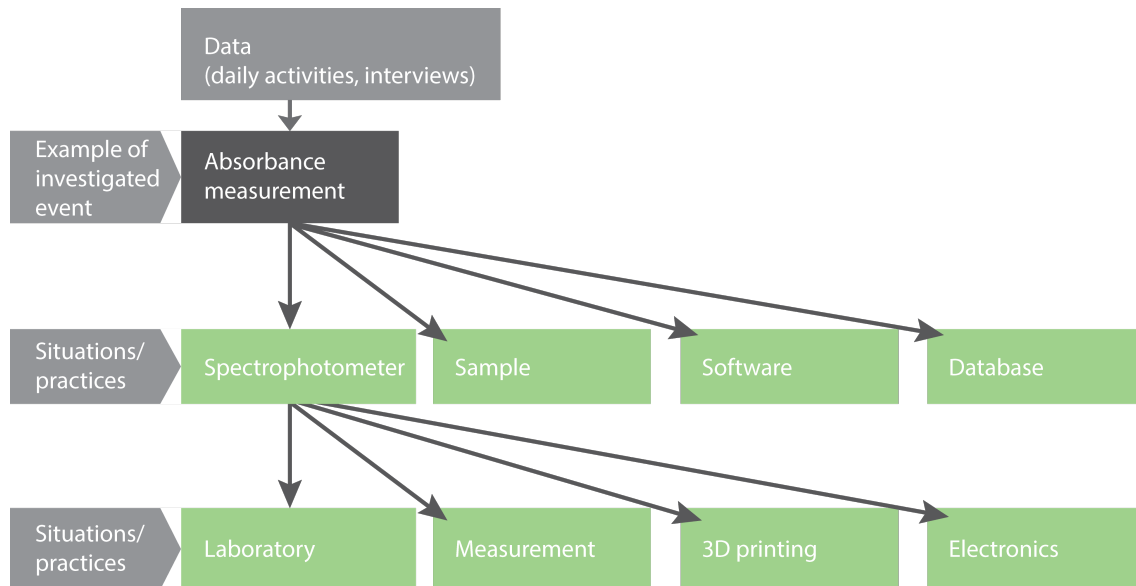 Data
(daily activities, interviews)
Example of
investigated
event
Absorbance
measurement
Situations/
practices
Spectrophotometer
Sample
Software
Database
Situations/
practices
Laboratory
Measurement
3D printing
Electronics